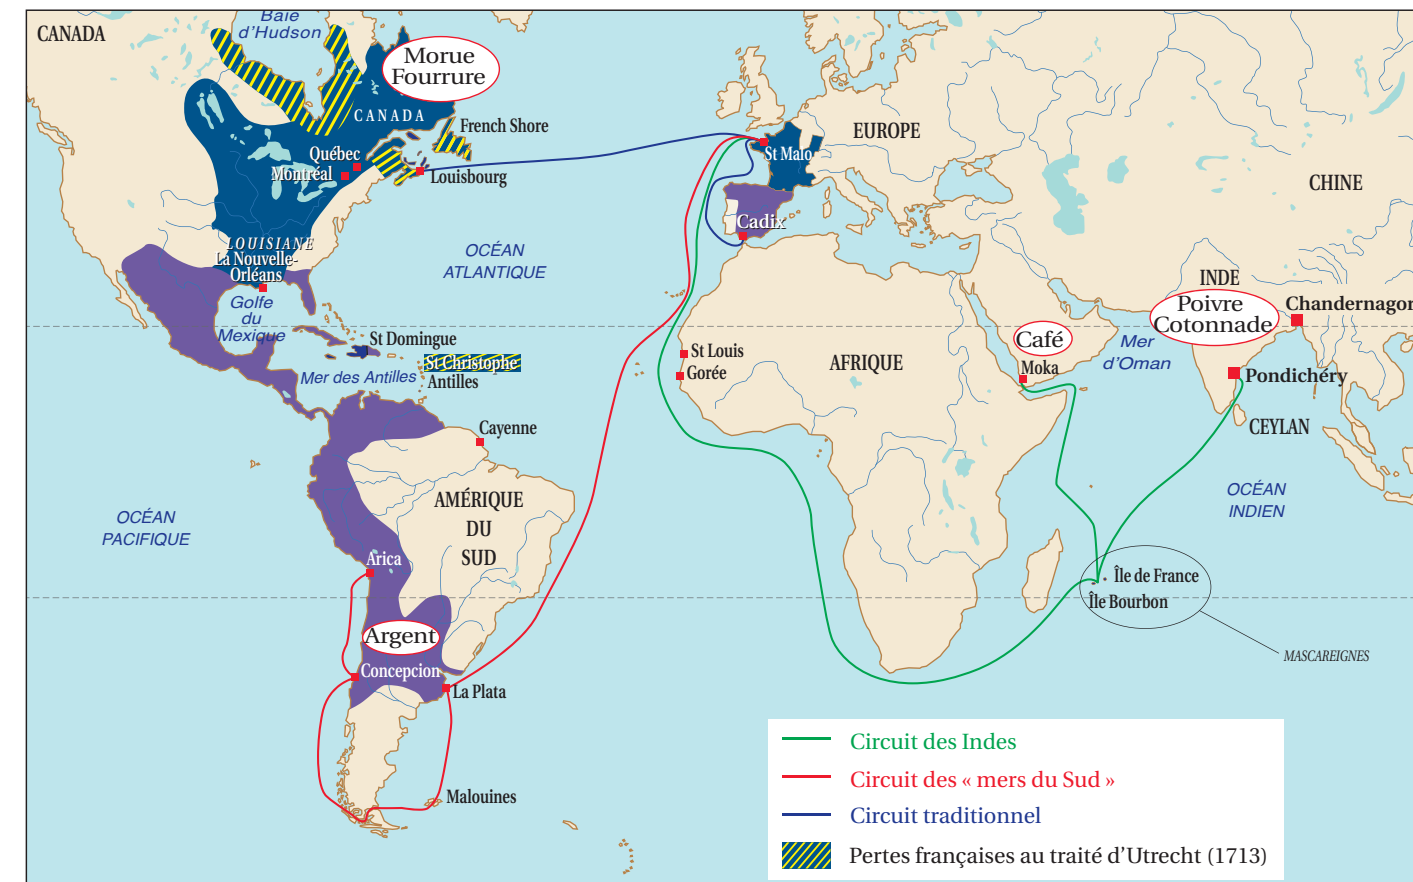 Baie
d'Hudson
CANADA
Morue
Fourrure
CANADA
French Shore
Québec
Montréal
Louisbourg
St Malo
EUROPE
CHINE
Cadix
LOUISIANE
La Nouvelle-
Orléans
OCÉAN
ATLANTIQUE
Golfe
du
Mexique
INDE
Poivre
Cotonnade
Chandernagor
Café
Moka
Mer
d'Oman
St Domingue
St Christophe
Antilles
Mer des Antilles
St Louis
Gorée
AFRIQUE
Pondichéry
CEYLAN
Cayenne
AMÉRIQUE
DU
SUD
OCÉAN
PACIFIQUE
OCÉAN
INDIEN
Arica
Île de France
Île Bourbon
MASCAREIGNES
Argent
Concepcion
La Plata
Malouines
Circuit des Indes
Circuit des « mers du Sud »
Circuit traditionnel
Pertes françaises au traité d'Utrecht (1713)